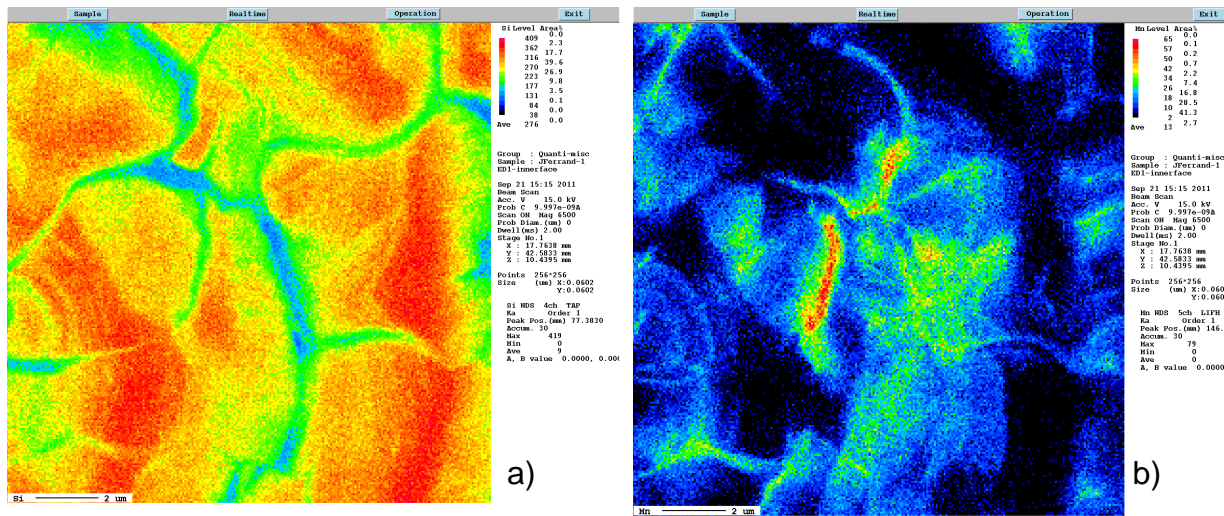 Sample Realtime Operation Exit
Si Level Area%
0.0
409
2.3
362
17.7
316
39.6
270
26.9
223
9.8
177
3.5
131
0.1
84
0.0
38
0.0
Ave 276
Group : Quanti-misc
Sample : JFerrand-1
ED1-innerface
Sep 21 15:15 2011
Beam Scan
Acc. V 15.0 kV
Prob C 9.997e-09A
Scan ON Mag 6500
Prob Diam.(um) 0
Dwell(ms) 2.00
Stage No.1
X : 17.7638 mm
Y : 42.5833 mm
Z : 10.4395 mm
Points 256*256
Size (um) X:0.0602
Y:0.0602
Si WDS 4ch TAP
Ka Order 1
Peak Pos.(mm) 77.3830
Accum. 30
Max 419
Min 0
Ave 9
A, B value 0.0000, 0.00
Si 2 um
a)
Sample Realtime Operation Exit
Mn Level Area%
0.0
65
0.1
57
0.2
50
0.7
42
2.2
34
7.4
26
16.8
18
28.5
10
41.3
2
2.7
Ave 13
Group : Quanti-misc
Sample : JFerrand-1
ED1-innerface
Sep 21 15:15 2011
Beam Scan
Acc. V 15.0 kV
Prob C 9.997e-09A
Scan ON Mag 6500
Prob Diam.(um) 0
Dwell(ms) 2.00
Stage No.1
X : 17.7638 mm
Y : 42.5833 mm
Z : 10.4395 mm
Points 256*256
Size (um) X:0.060
Y:0.060
Mn WDS 5ch LIFH
Ka Order 1
Peak Pos.(mm) 146.
Accum. 30
Max 79
Min 0
Ave 0
A, B value 0.0000
Mn 2 um
b)